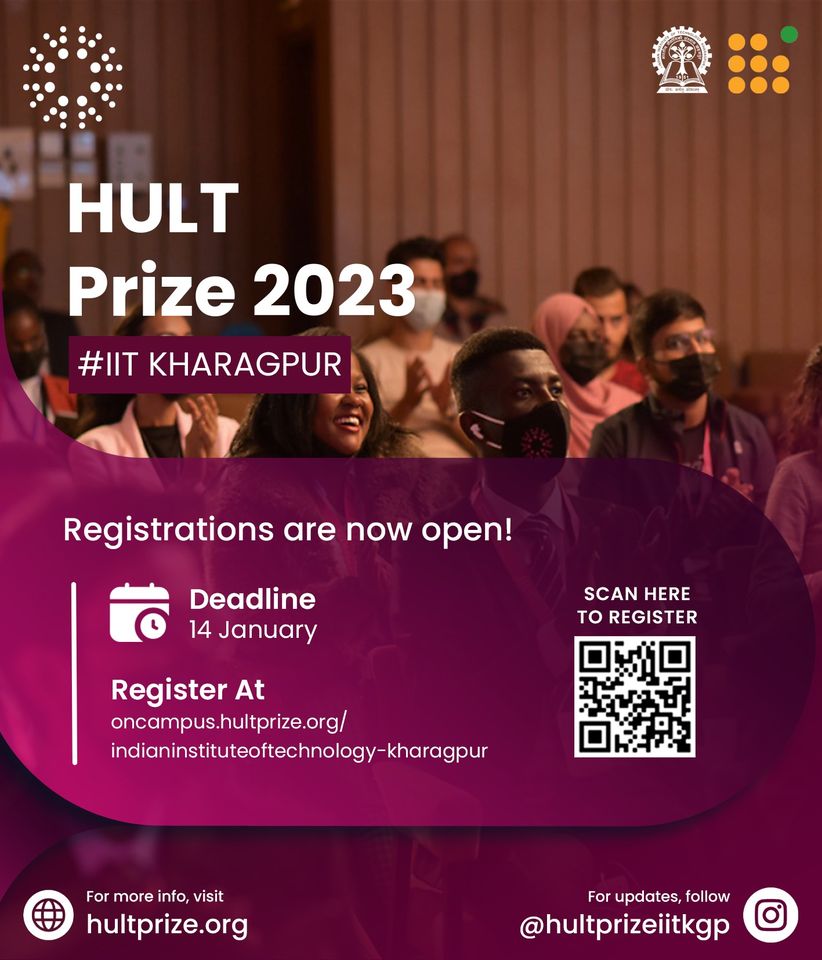 HULT
Prize 2023
#IIT KHARAGPUR
Registrations are now open!
Deadline
14 January
Register At
oncampus.hultprize.org/
indianinstituteoftechnology-kharagpur
SCAN HERE
TO REGISTER
For more info, visit
hultprize.org
For updates, follow
@hultprizeiitkgp